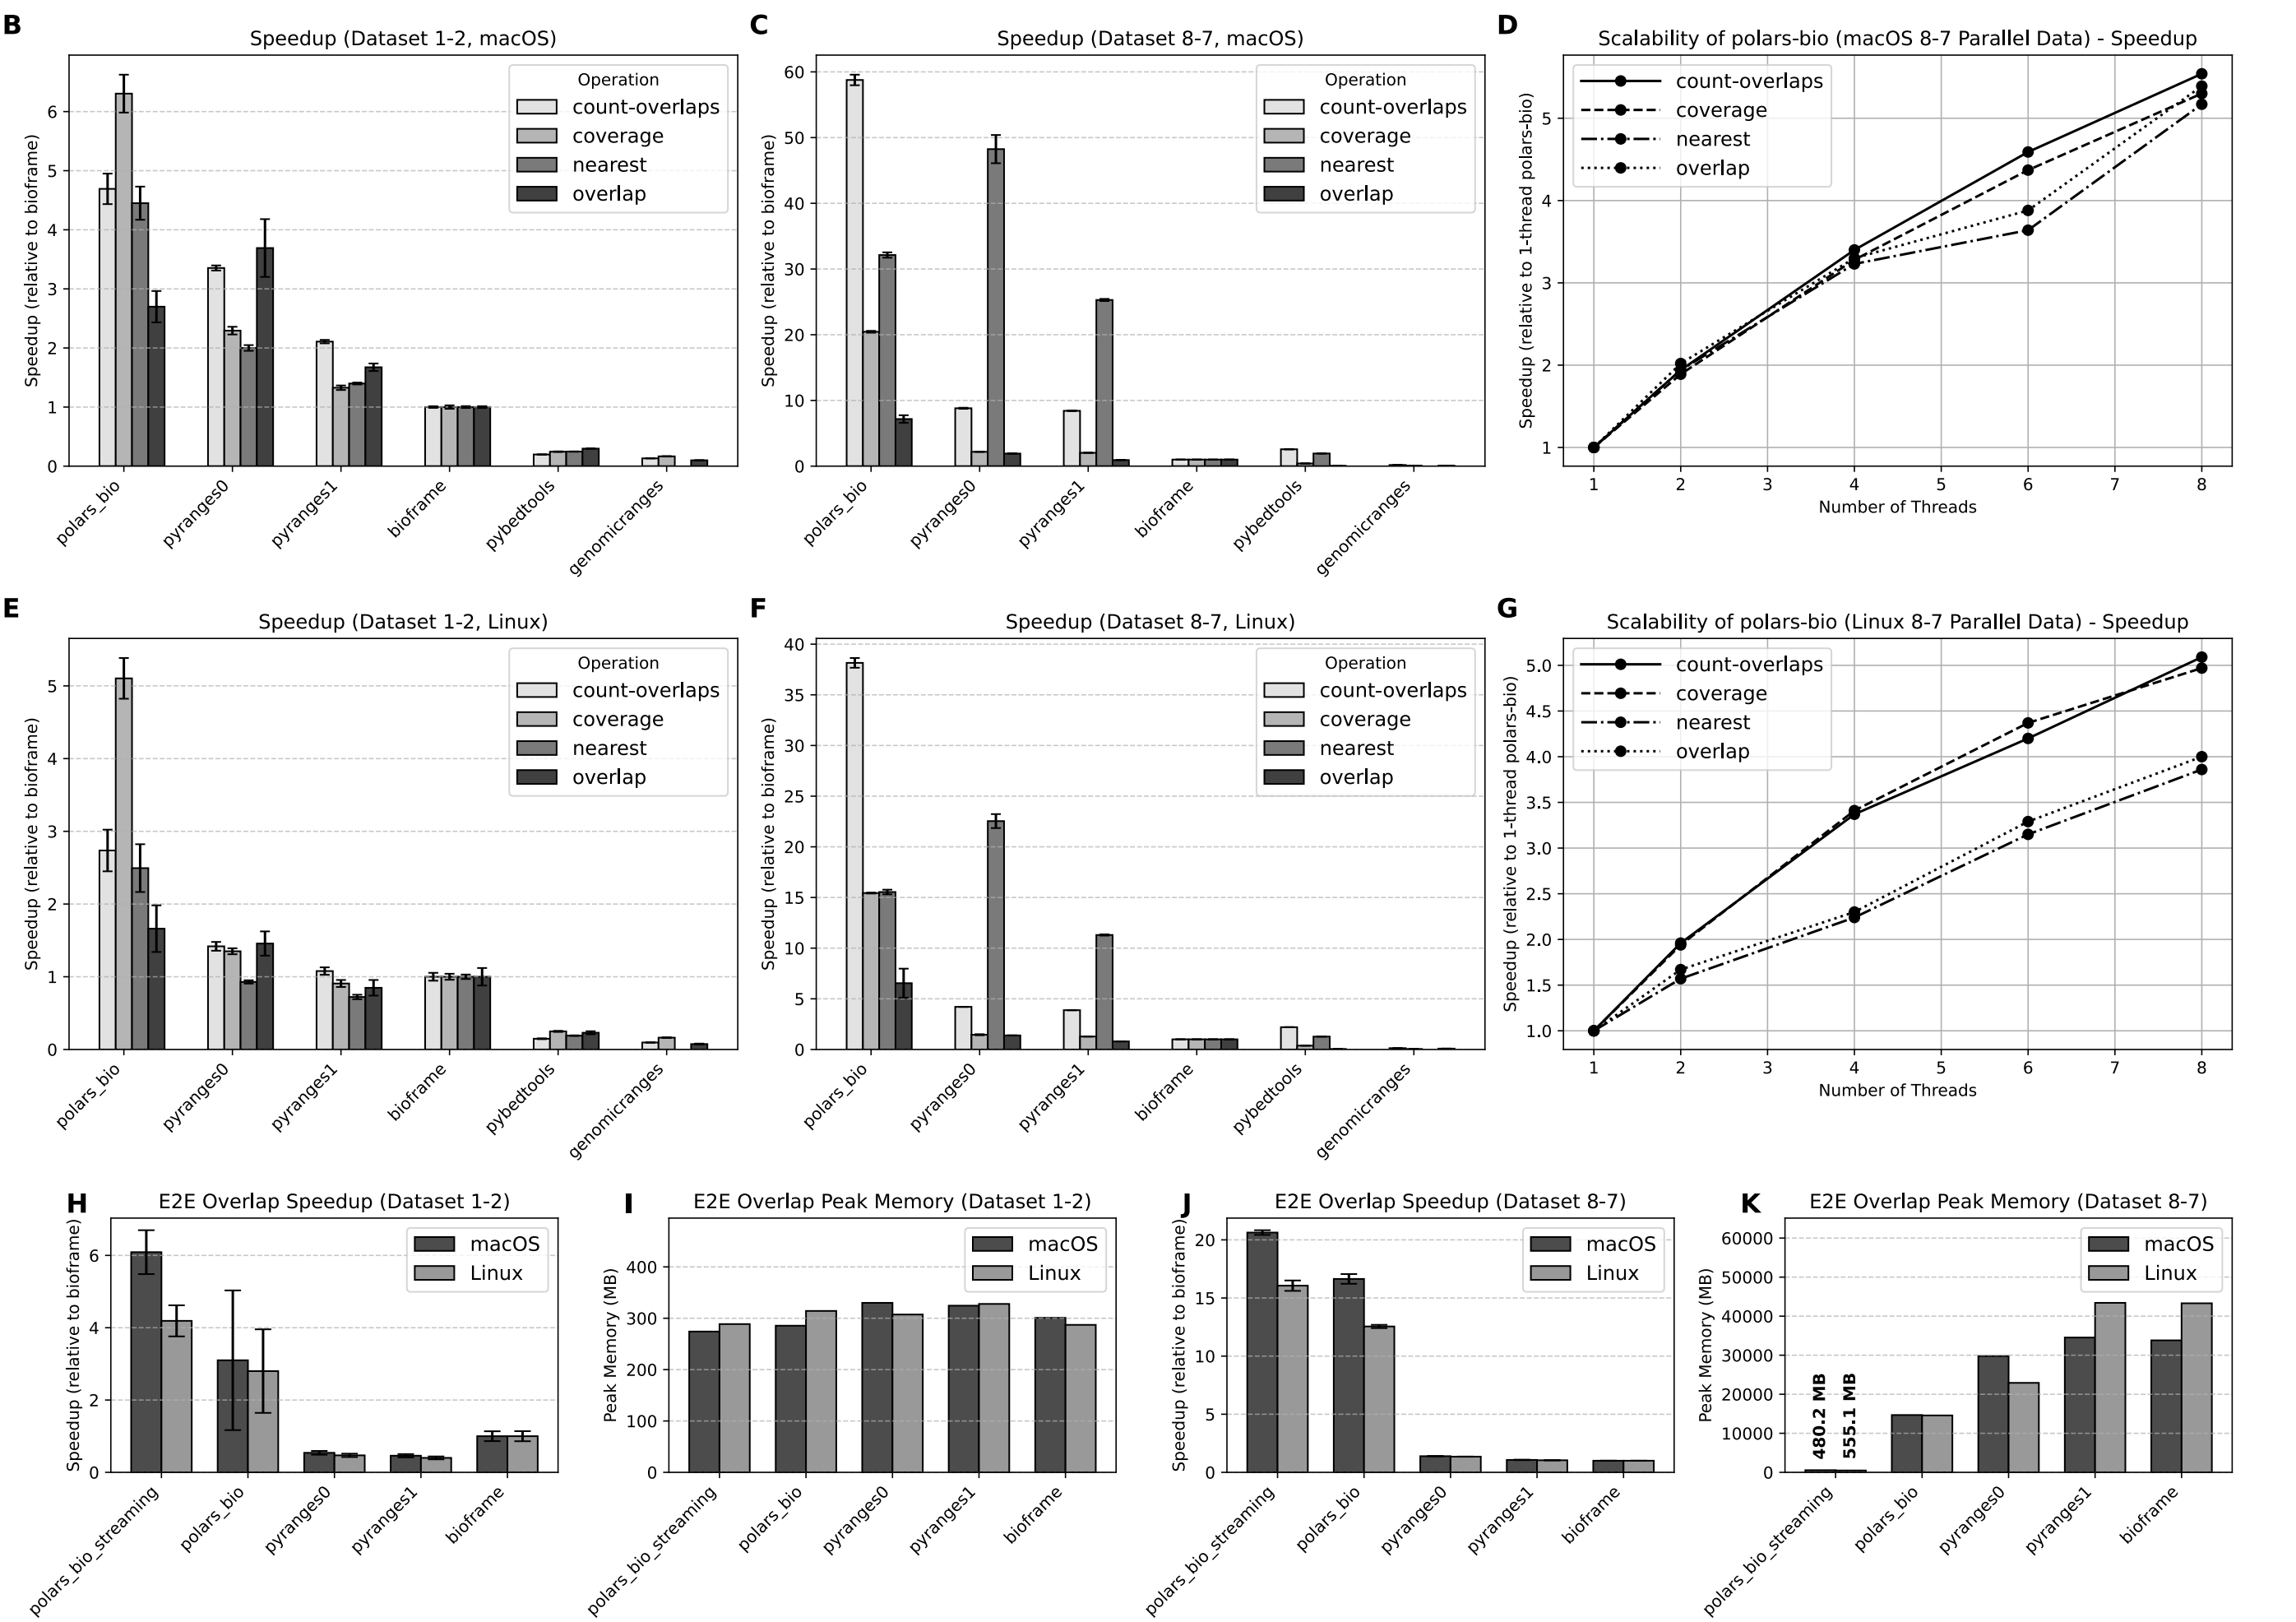 B
Speedup (Dataset 1-2, macOS)
Speedup (relative to bioframe)
0
1
2
3
4
5
6
Operation
count-overlaps
coverage
nearest
overlap
polars_bio
pyranges0
pyranges1
bioframe
pybedtools
genomicranges
C
Speedup (Dataset 8-7, macOS)
Speedup (relative to bioframe)
0
10
20
30
40
50
60
Operation
count-overlaps
coverage
nearest
overlap
polars_bio
pyranges0
pyranges1
bioframe
pybedtools
genomicranges
D
Scalability of polars-bio (macOS 8-7 Parallel Data) - Speedup
Speedup (relative to 1-thread polars-bio)
1
2
3
4
5
count-overlaps
coverage
nearest
overlap
1 2 3 4 5 6 7 8
Number of Threads
E
Speedup (Dataset 1-2, Linux)
Speedup (relative to bioframe)
0
1
2
3
4
5
Operation
count-overlaps
coverage
nearest
overlap
polars_bio
pyranges0
pyranges1
bioframe
pybedtools
genomicranges
F
Speedup (Dataset 8-7, Linux)
Speedup (relative to bioframe)
0
5
10
15
20
25
30
35
40
Operation
count-overlaps
coverage
nearest
overlap
polars_bio
pyranges0
pyranges1
bioframe
pybedtools
genomicranges
G
Scalability of polars-bio (Linux 8-7 Parallel Data) - Speedup
Speedup (relative to 1-thread polars-bio)
1.0
1.5
2.0
2.5
3.0
3.5
4.0
4.5
5.0
count-overlaps
coverage
nearest
overlap
1 2 3 4 5 6 7 8
Number of Threads
H
E2E Overlap Speedup (Dataset 1-2)
Speedup (relative to bioframe)
0
2
4
6
macOS
Linux
polars_bio_streaming
polars_bio
pyranges0
pyranges1
bioframe
I
E2E Overlap Peak Memory (Dataset 1-2)
Peak Memory (MB)
0
100
200
300
400
macOS
Linux
polars_bio_streaming
polars_bio
pyranges0
pyranges1
bioframe
J
E2E Overlap Speedup (Dataset 8-7)
Speedup (relative to bioframe)
0
5
10
15
20
macOS
Linux
polars_bio_streaming
polars_bio
pyranges0
pyranges1
bioframe
K
E2E Overlap Peak Memory (Dataset 8-7)
Peak Memory (MB)
0
10000
20000
30000
40000
50000
60000
macOS
Linux
480.2 MB
555.1 MB
polars_bio_streaming
polars_bio
pyranges0
pyranges1
bioframe